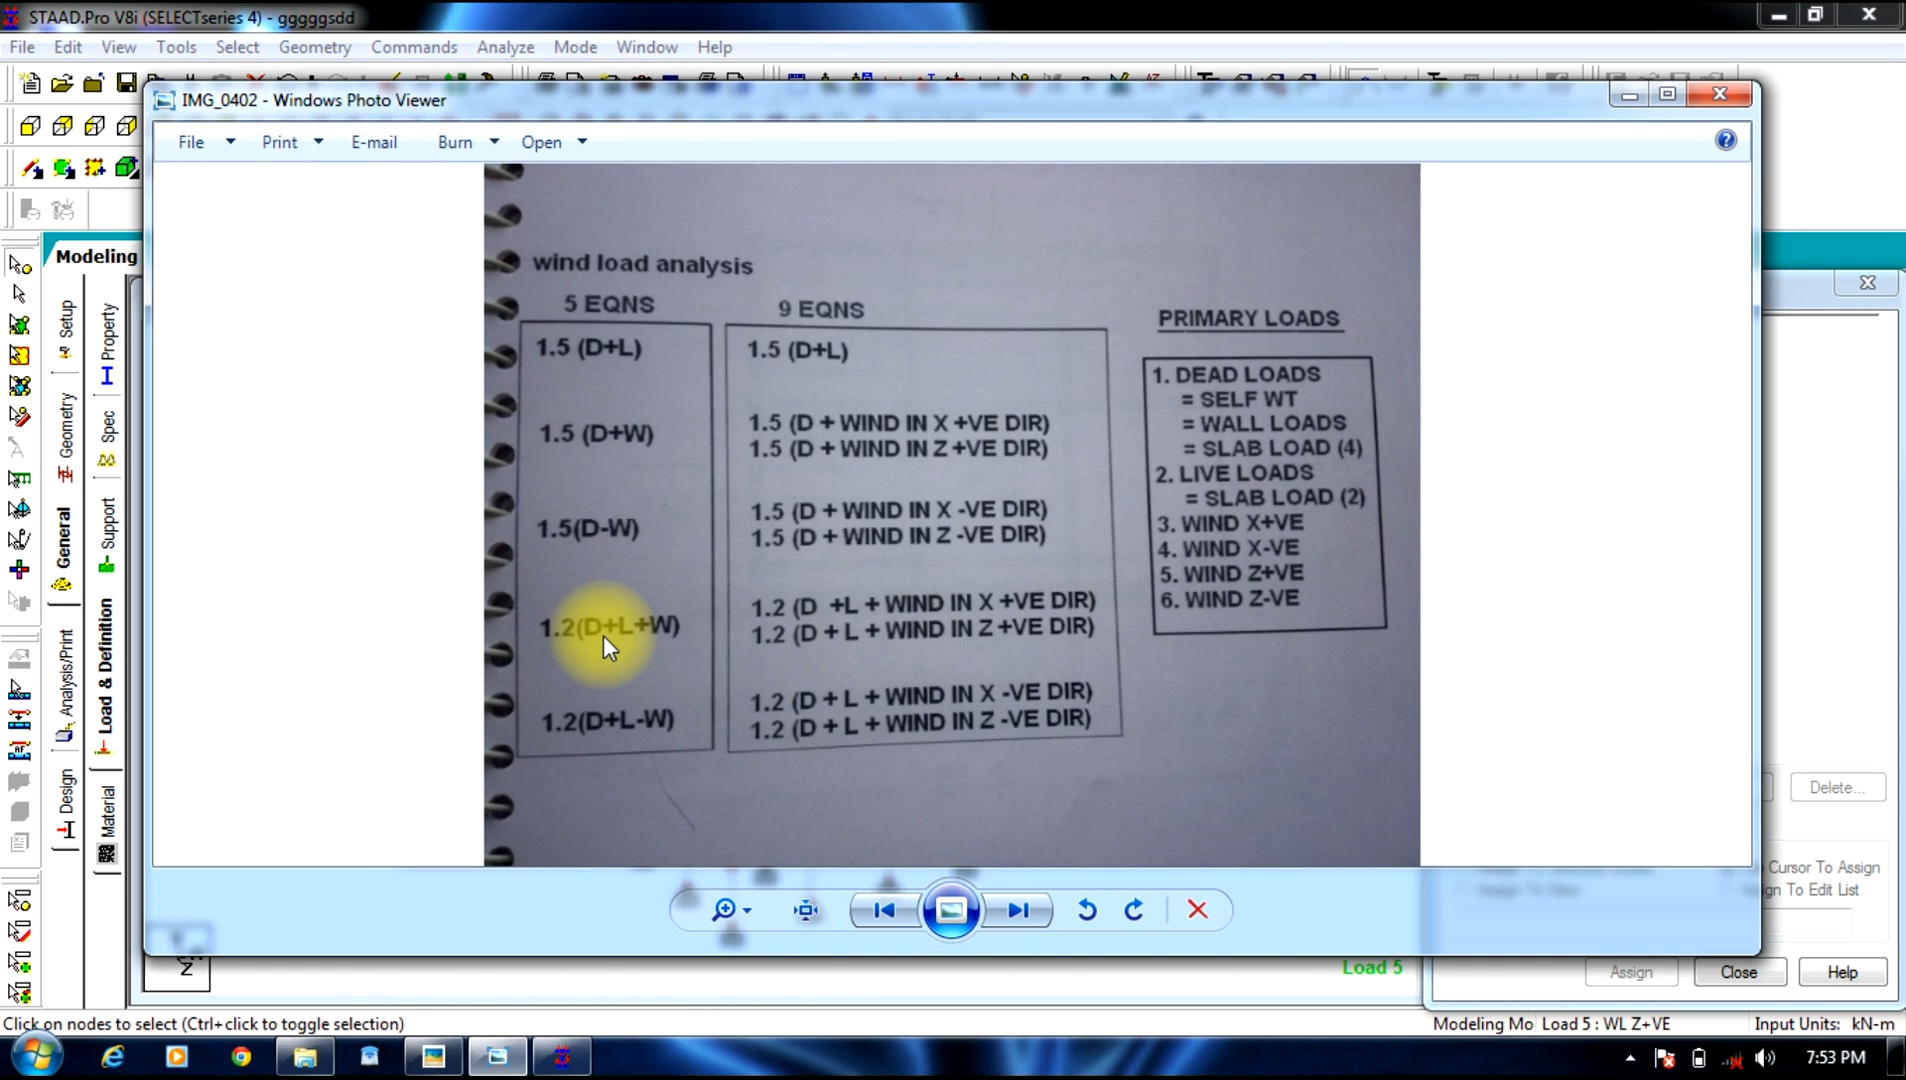 STAAD.Pro V8i (SELECTseries 4) - gggggsdd
File Edit View Tools Select Geometry Commands Analyze Mode Window Help
IMG_0402 - Windows Photo Viewer
File Print E-mail Burn Open
Modeling
Setup
Geometry
General
Analysis/Print
Design
Property
Spec
Support
Load & Definition
Material
wind load analysis
5 EQNS
1.5 (D+L)
1.5 (D+W)
1.5(D-W)
1.2(D+L+W)
1.2(D+L-W)
9 EQNS
1.5 (D+L)
1.5 (D + WIND IN X +VE DIR)
1.5 (D + WIND IN Z +VE DIR)
1.5 (D + WIND IN X -VE DIR)
1.5 (D + WIND IN Z -VE DIR)
1.2 (D +L + WIND IN X +VE DIR)
1.2 (D + L + WIND IN Z +VE DIR)
1.2 (D + L + WIND IN X -VE DIR)
1.2 (D + L + WIND IN Z -VE DIR)
PRIMARY LOADS
1. DEAD LOADS
= SELF WT
= WALL LOADS
= SLAB LOAD (4)
2. LIVE LOADS
= SLAB LOAD (2)
3. WIND X+VE
4. WIND X-VE
5. WIND Z+VE
6. WIND Z-VE
Delete...
Cursor To Assign
To Edit List
Load 5
Assign Close Help
Click on nodes to select (Ctrl+click to toggle selection)
Modeling Mo Load 5 : WL Z+VE Input Units: kN-m
7:53 PM